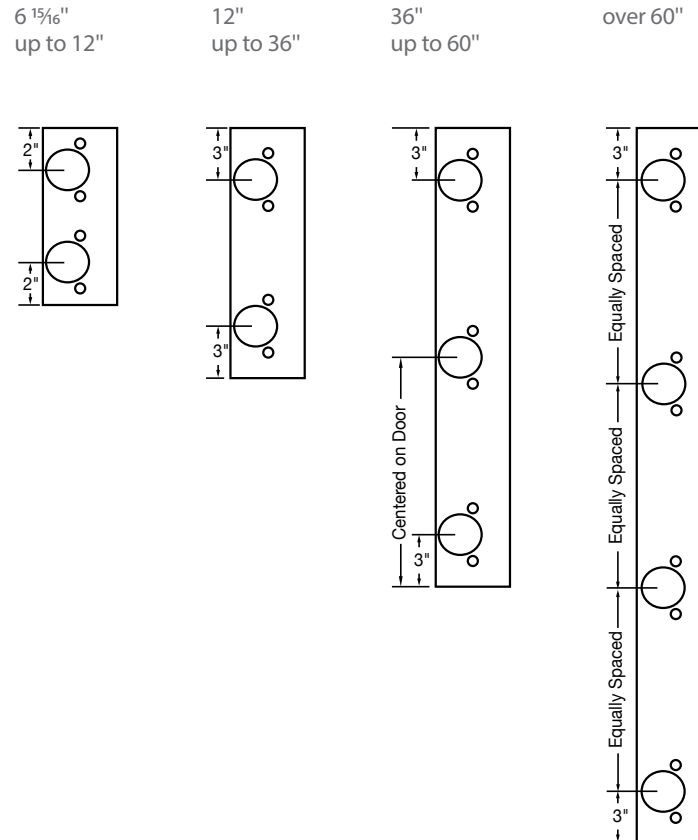 6 15⁄16"
up to 12"
12"
up to 36"
36"
up to 60"
over 60"
2"
2"
3"
3"
3"
Centered on Door
3"
3"
Equally Spaced
Equally Spaced
Equally Spaced
3"